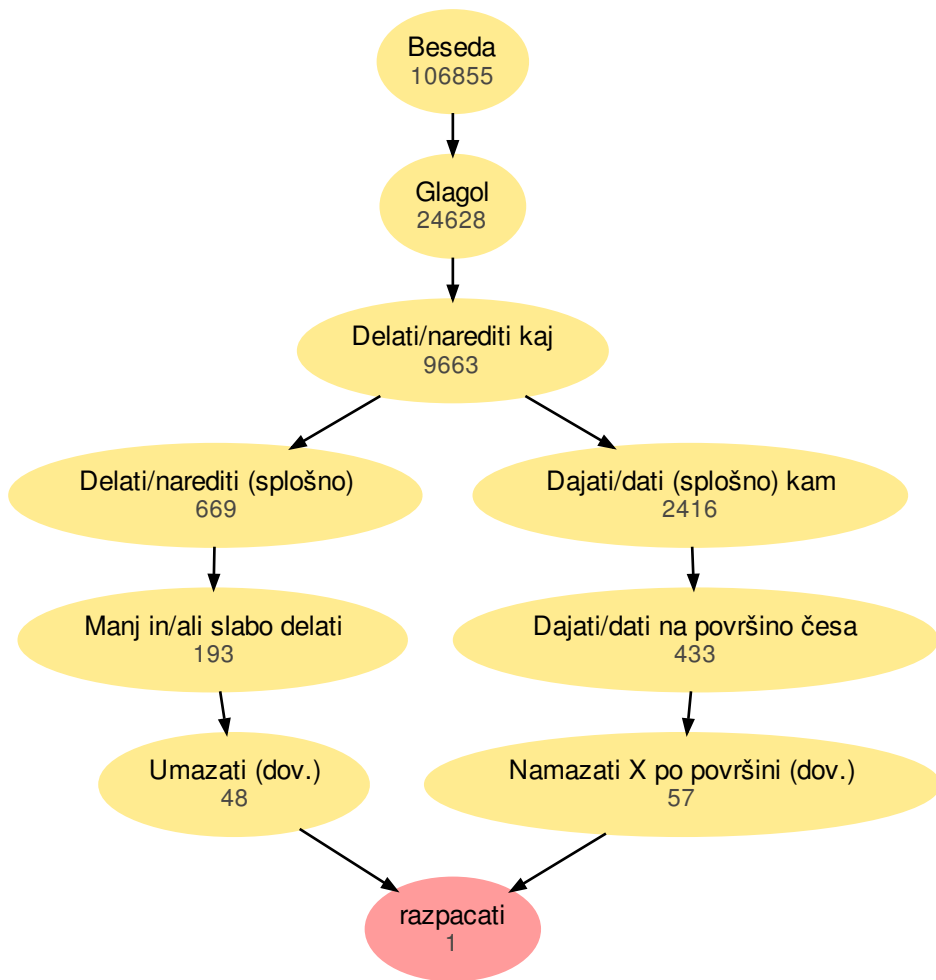 Beseda
106855
Glagol
24628
Delati/narediti kaj
9663
Delati/narediti (splošno)
669
Dajati/dati (splošno) kam
2416
Manj in/ali slabo delati
193
Dajati/dati na površino česa
433
Umazati (dov.)
48
Namazati X po površini (dov.)
57
razpacati
1